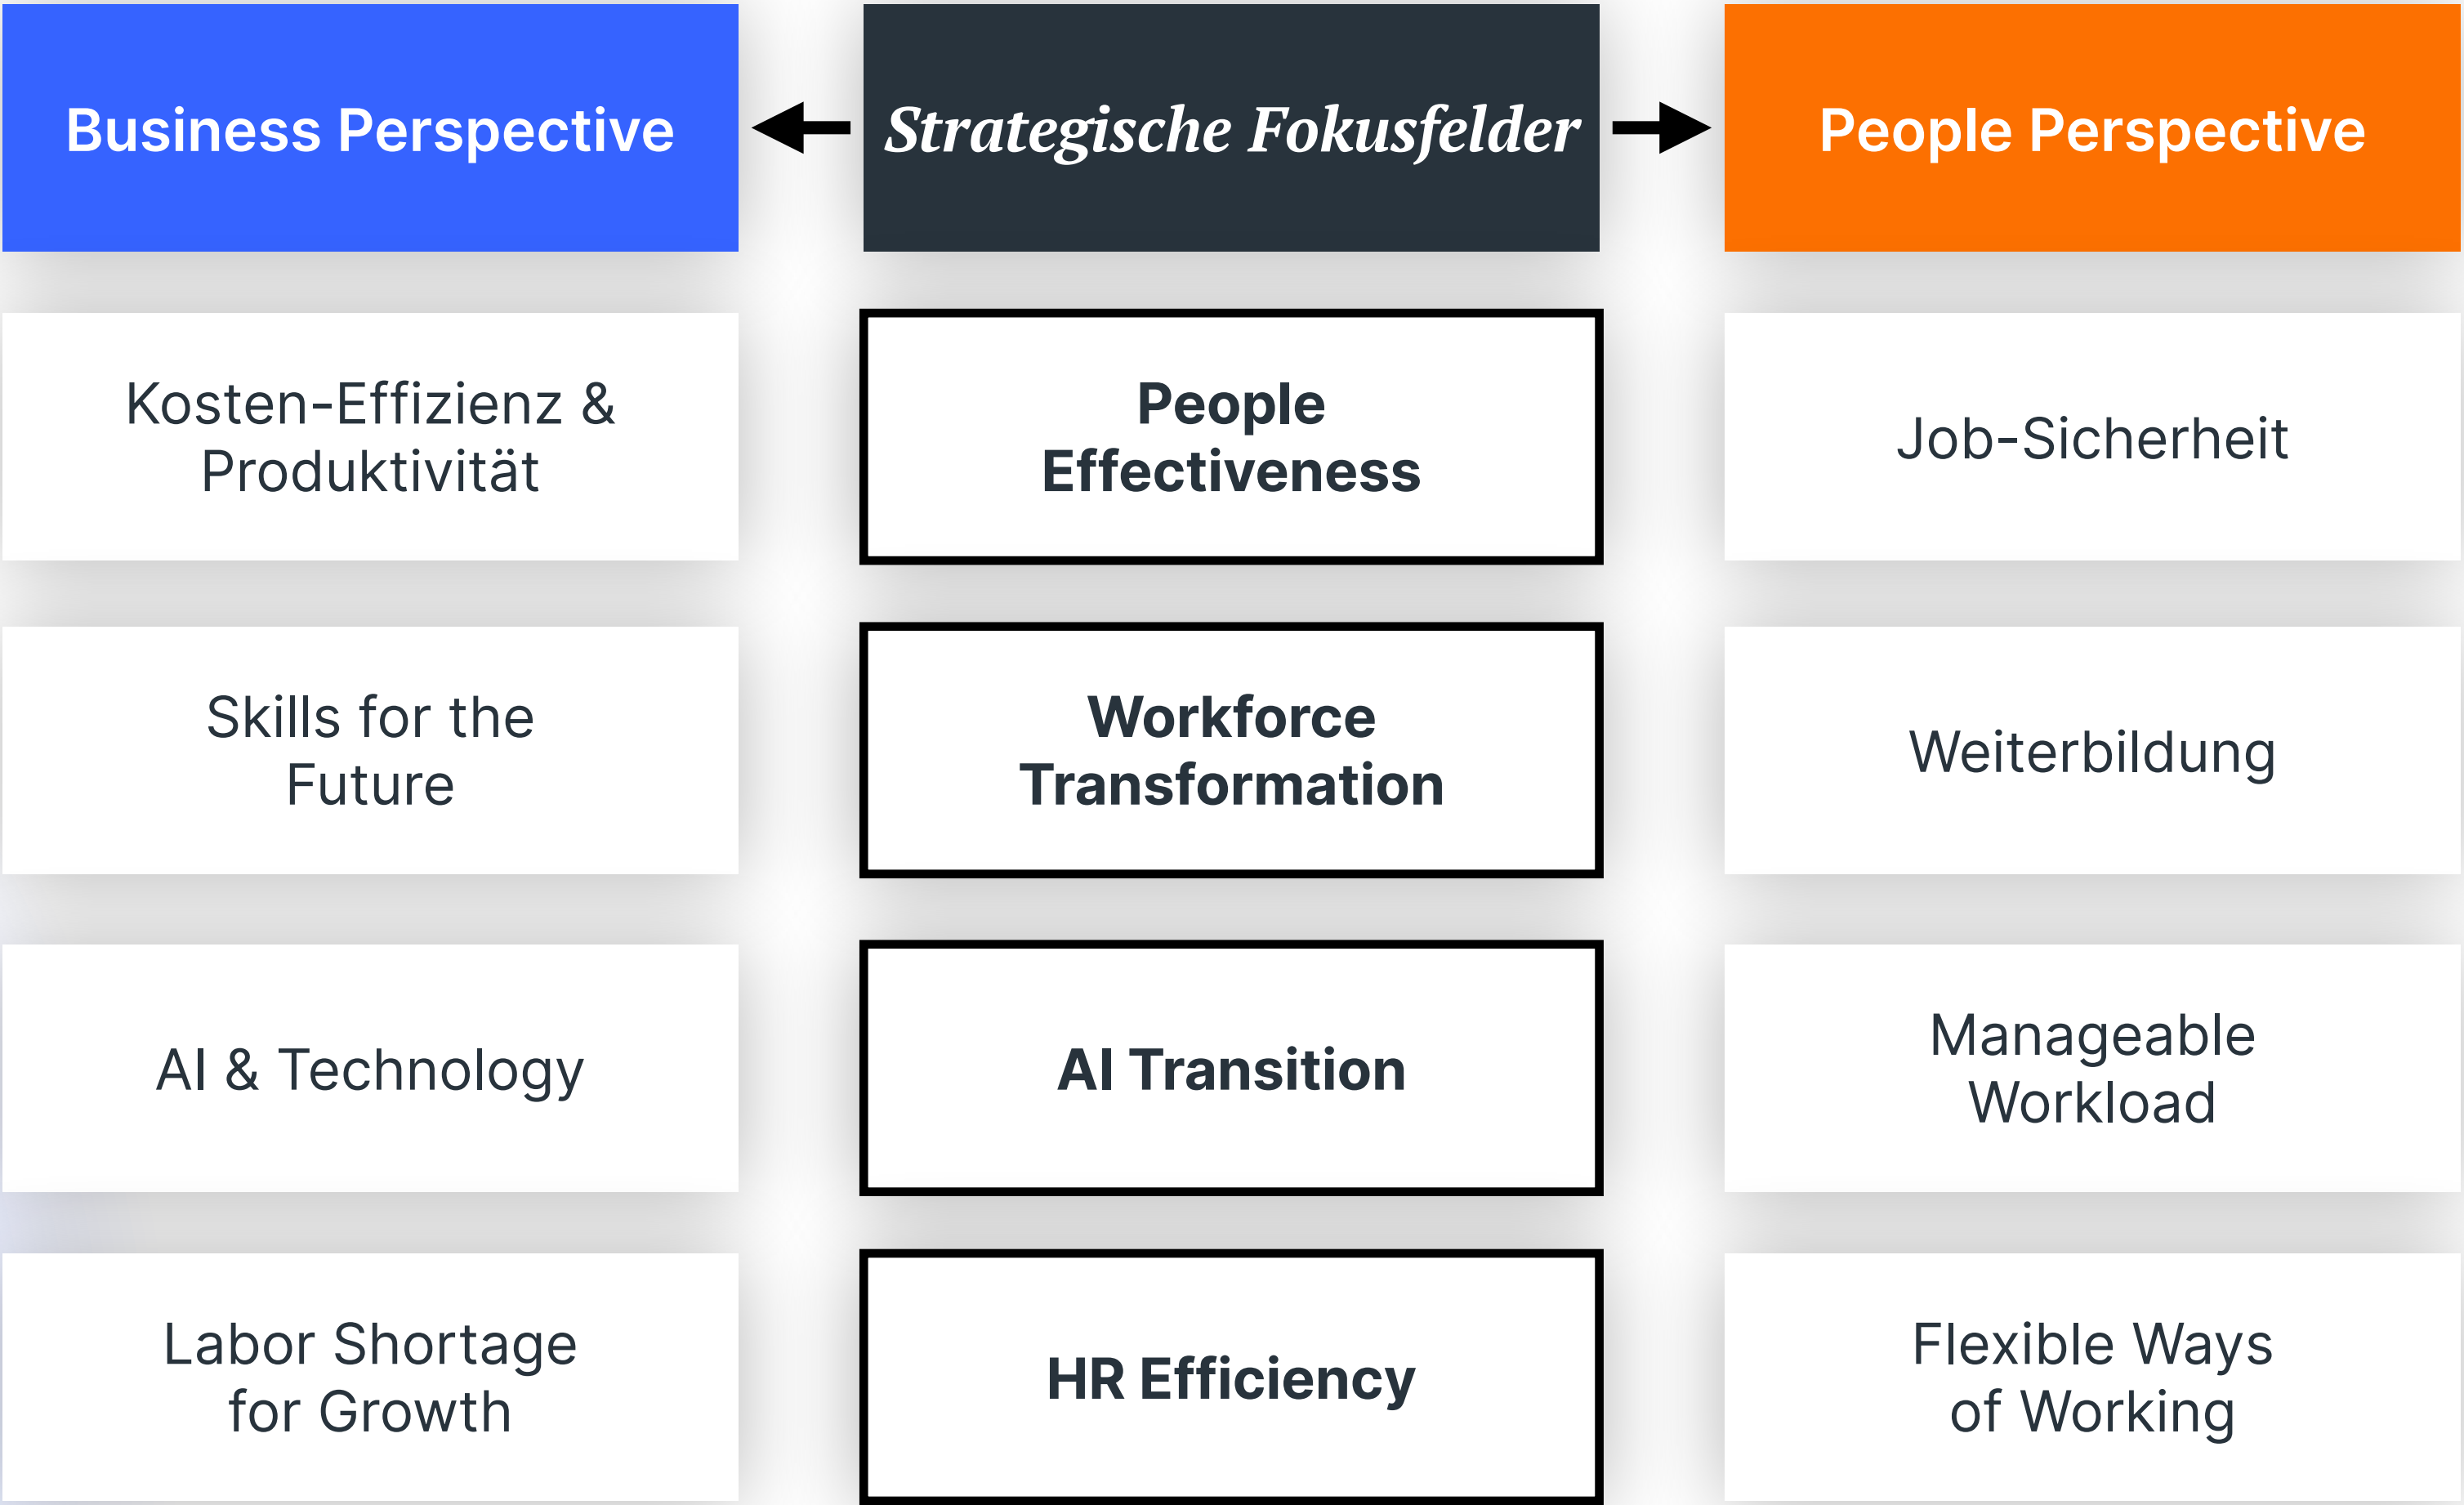 Business Perspective
Strategische Fokusfelder
People Perspective
Kosten-Effizienz &
Produktivität
People
Effectiveness
Job-Sicherheit
Skills for the
Future
Workforce
Transformation
Weiterbildung
AI & Technology
AI Transition
Manageable
Workload
Labor Shortage
for Growth
HR Efficiency
Flexible Ways
of Working